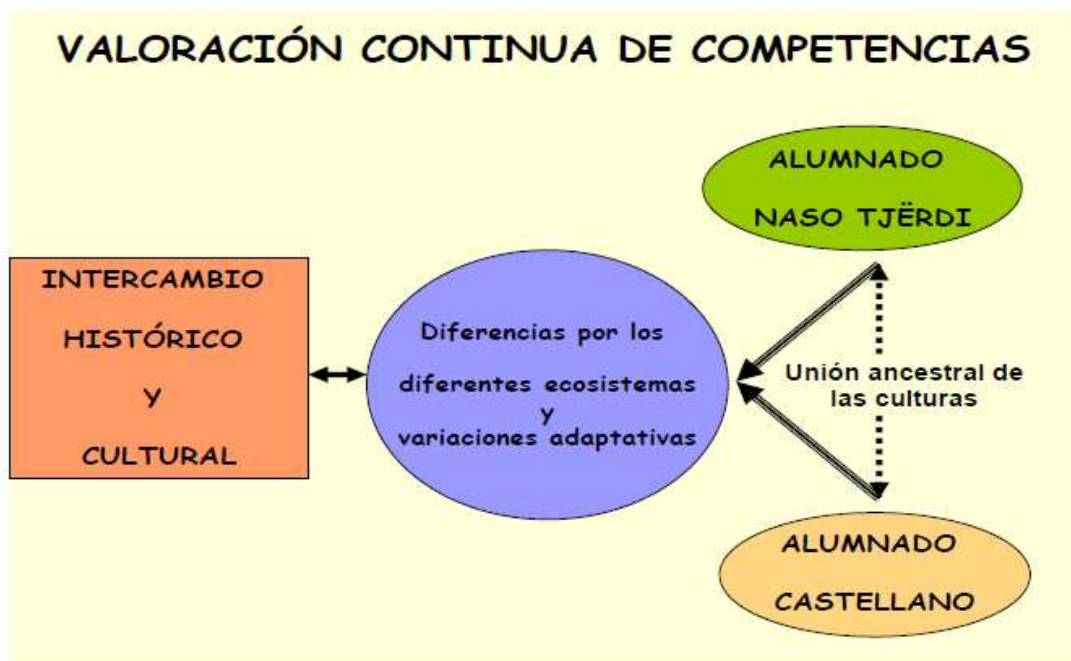 VALORACIÓN CONTINUA DE COMPETENCIAS
ALUMNADO
NASO TJËRDI
INTERCAMBIO
HISTÓRICO
Y
CULTURAL
Diferencias por los
diferentes ecosistemas
y
variaciones adaptativas
Unión ancestral de
las culturas
ALUMNADO
CASTELLANO